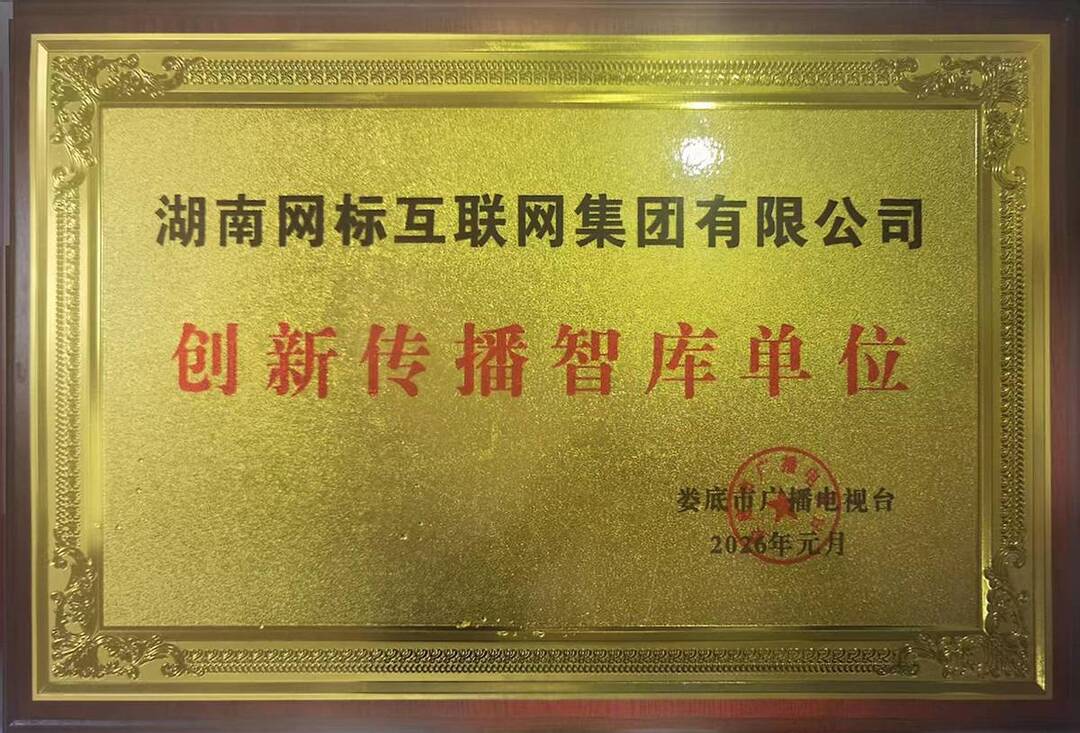 湖南网标互联网集团有限公司
创新传播智库单位
娄底市广播电视台
2026年元月